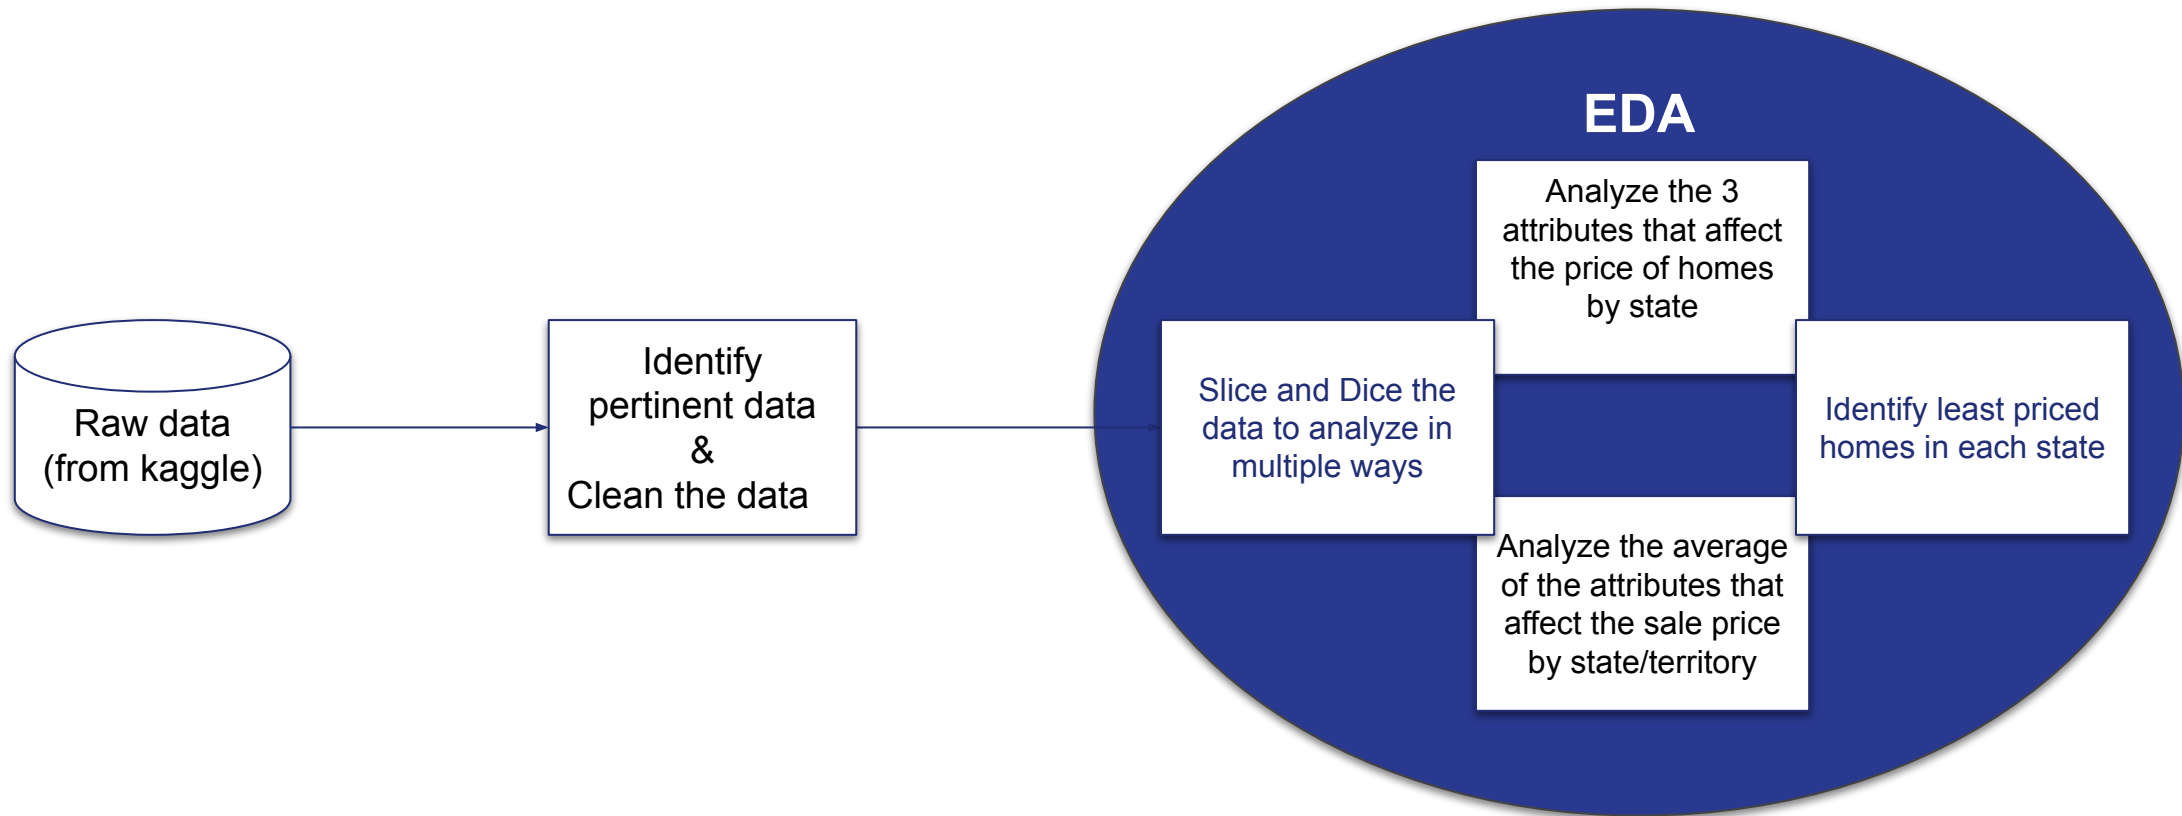 Raw data
(from kaggle)
Identify
pertinent data
&
Clean the data
EDA
Analyze the 3
attributes that affect
the price of homes
by state
Slice and Dice the
data to analyze in
multiple ways
Identify least priced
homes in each state
Analyze the average
of the attributes that
affect the sale price
by state/territory